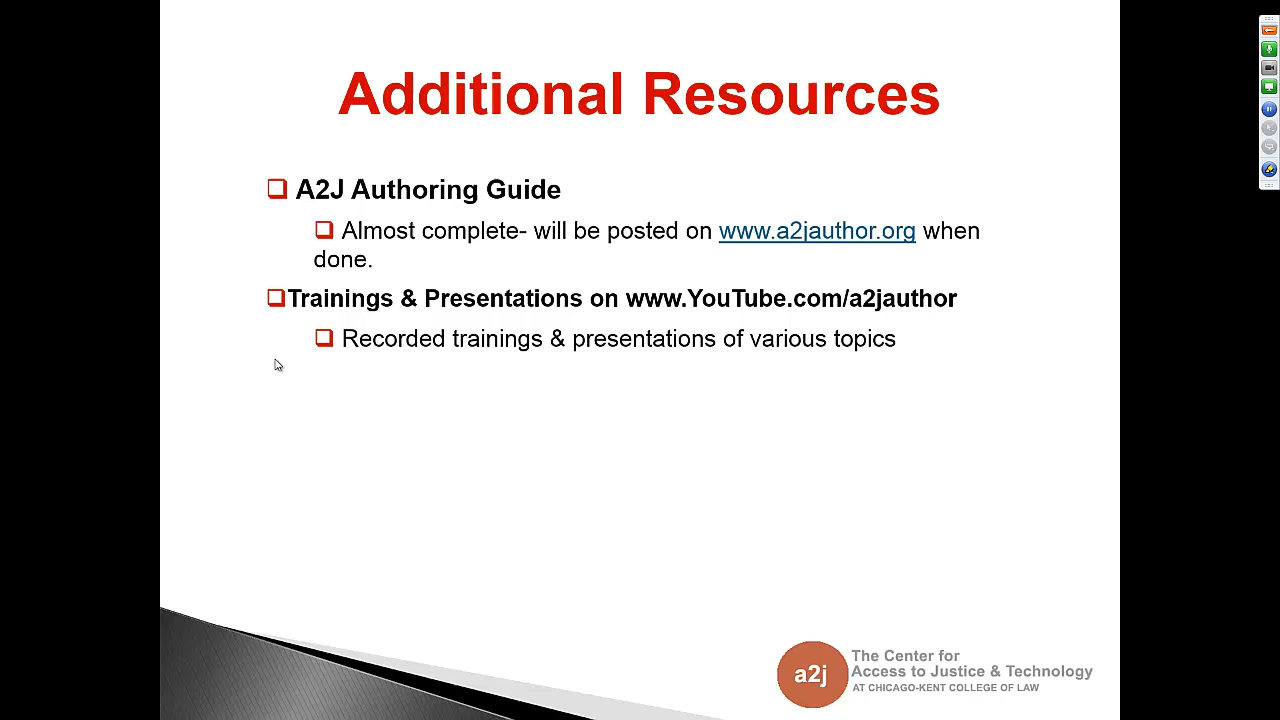 Additional Resources
A2J Authoring Guide
Almost complete- will be posted on www.a2jauthor.org when
done.
Trainings & Presentations on www.YouTube.com/a2jauthor
Recorded trainings & presentations of various topics
a2j
The Center for
Access to Justice & Technology
AT CHICAGO-KENT COLLEGE OF LAW